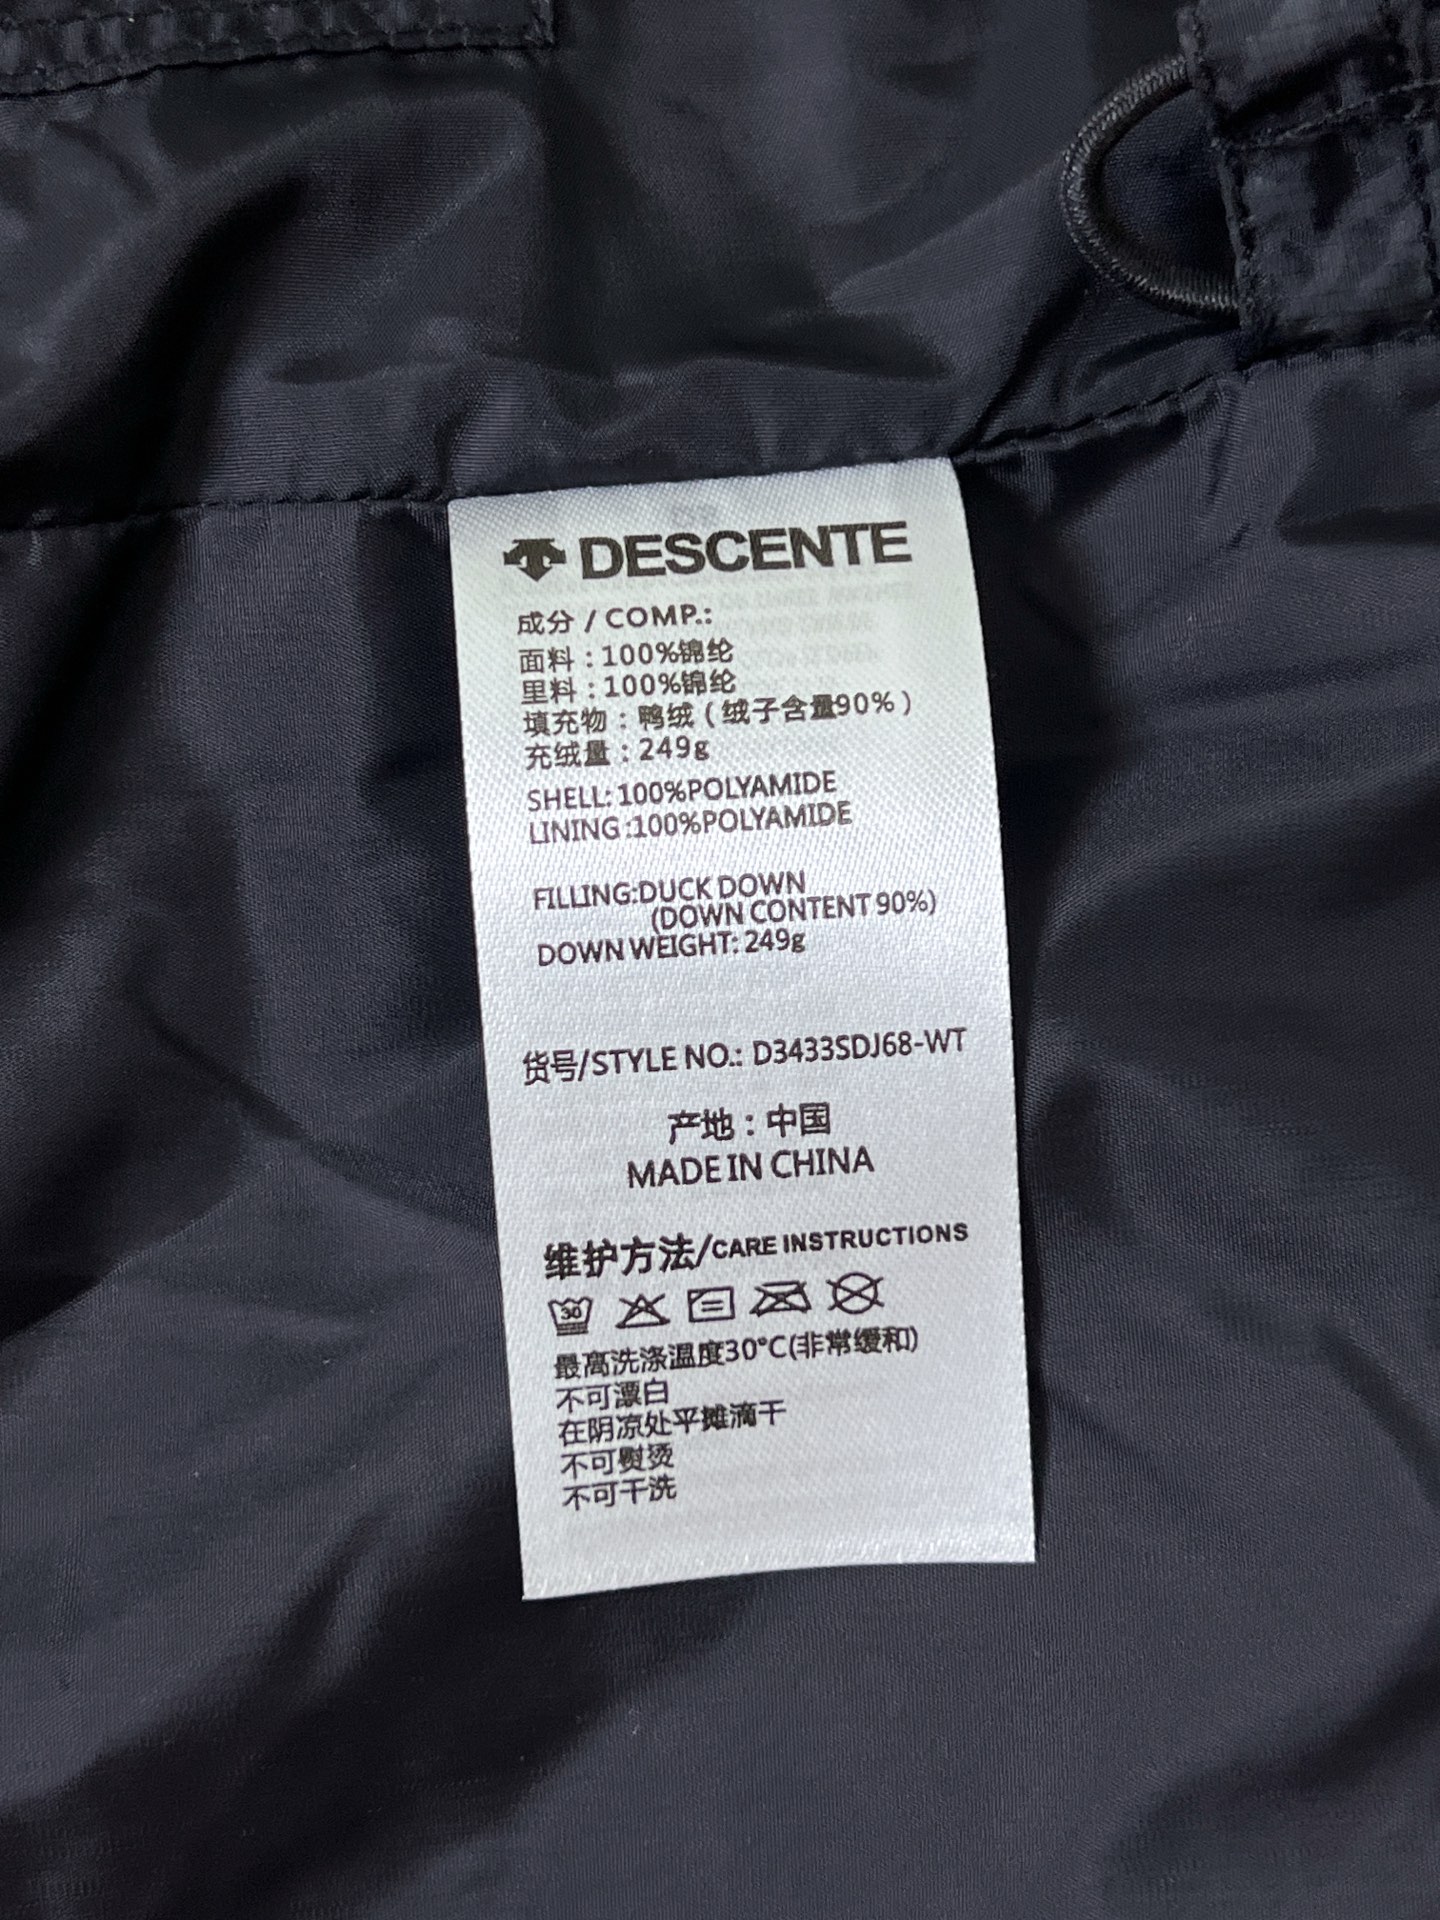 DESCENTE
成分 / COMP.:
面料：100%锦纶
里料：100%锦纶
填充物：鸭绒（绒子含量90%）
充绒量：249g
SHELL: 100%POLYAMIDE
LINING :100%POLYAMIDE
FILLING:DUCK DOWN
(DOWN CONTENT 90%)
DOWN WEIGHT: 249g
货号/STYLE NO.: D3433SDJ68-WT
产地：中国
MADE IN CHINA
维护方法/CARE INSTRUCTIONS
30
最高洗涤温度30°C(非常缓和)
不可漂白
在阴凉处平摊滴干
不可熨烫
不可干洗